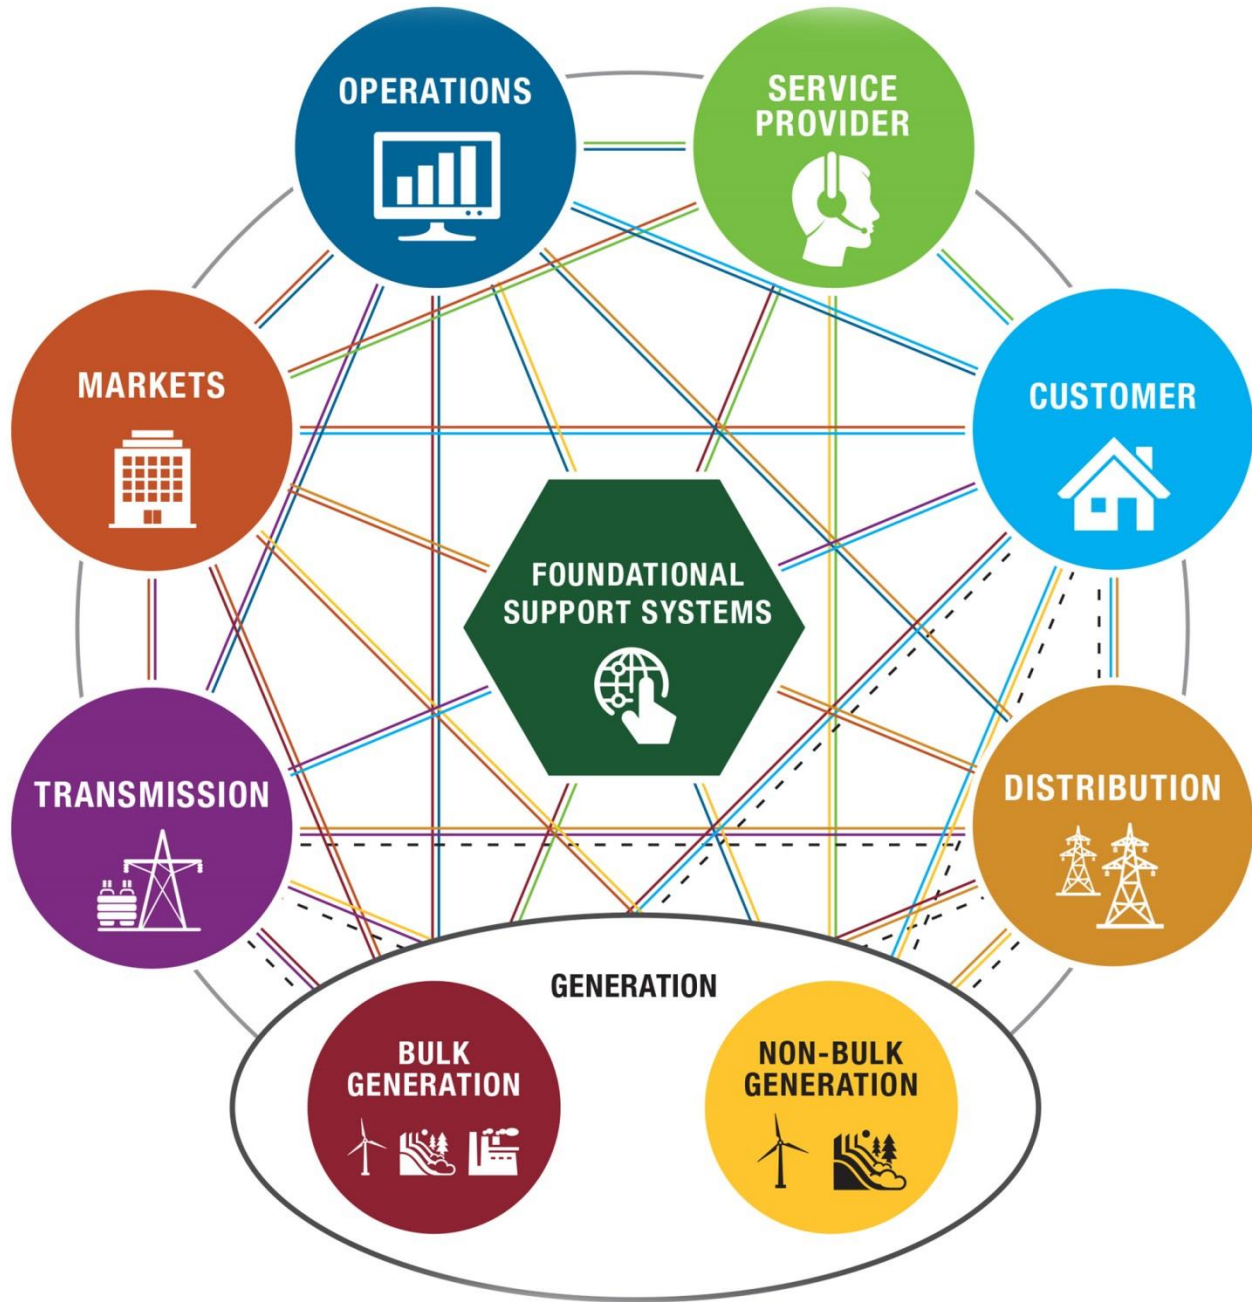 OPERATIONS
SERVICE
PROVIDER
MARKETS
CUSTOMER
FOUNDATIONAL
SUPPORT SYSTEMS
TRANSMISSION
DISTRIBUTION
GENERATION
BULK
GENERATION
NON-BULK
GENERATION